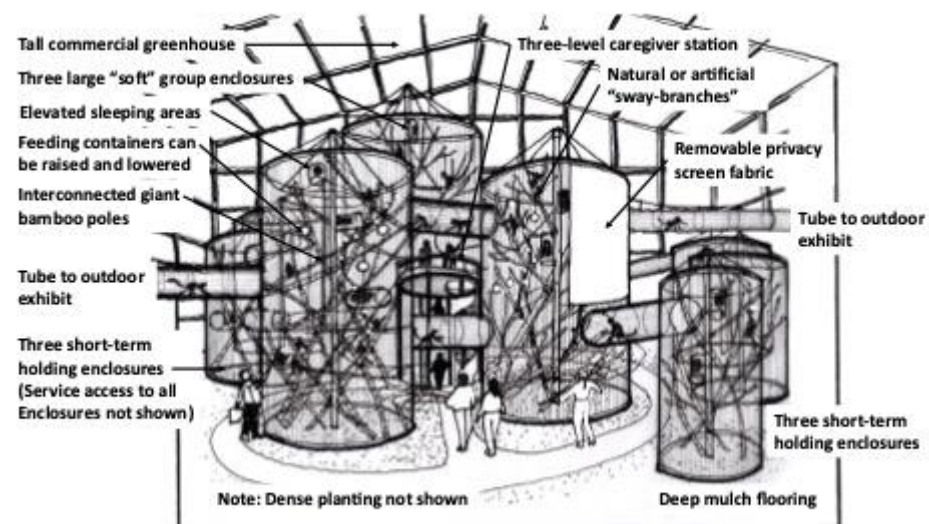 Tall commercial greenhouse
Three large “soft” group enclosures
Elevated sleeping areas
Feeding containers can
be raised and lowered
Interconnected giant
bamboo poles
Tube to outdoor
exhibit
Three short-term
holding enclosures
(Service access to all
Enclosures not shown)
Three-level caregiver station
Natural or artificial
“sway-branches”
Removable privacy
screen fabric
Tube to outdoor
exhibit
Three short-term
holding enclosures
Note: Dense planting not shown
Deep mulch flooring